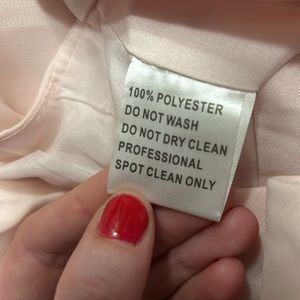 100% POLYESTER
DO NOT WASH
DO NOT DRY CLEAN
PROFESSIONAL
SPOT CLEAN ONLY